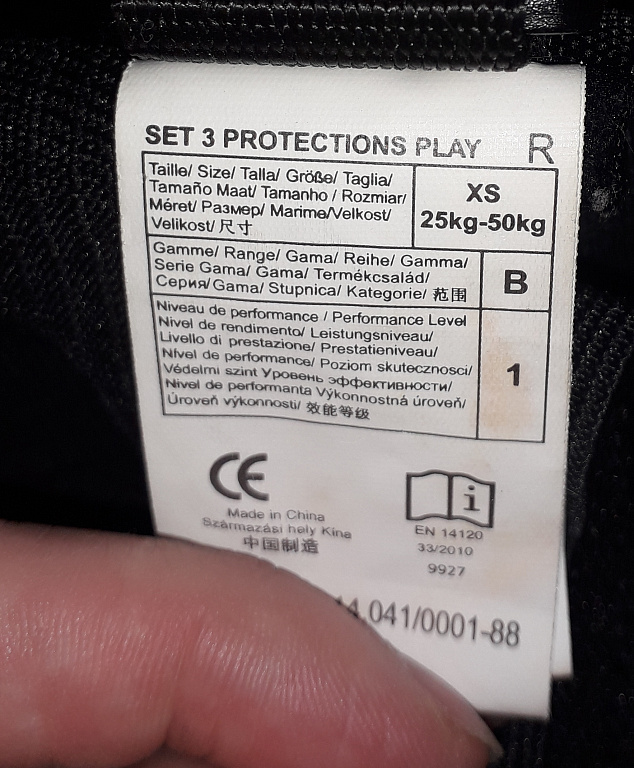 SET 3 PROTECTIONS PLAY R
Taille/ Size/ Talla/ Größe/ Taglia/
Tamaño Maat/ Tamanho / Rozmiar/
Méret/ Размер/ Marime/Velkost/
Velikost/ 尺寸
XS
25kg-50kg
Gamme/ Range/ Gama/ Reihe/ Gamma/
Serie Gama/ Gama/ Termékcsalád/
Серия/ Gama/ Stupnica/ Kategorie/ 范围
B
Niveau de performance / Performance Level
Nivel de rendimento/ Leistungsniveau/
Livello di prestazione/ Prestatieniveau/
Nível de performance/ Poziom skutecznosci/
Védelmi szint Уровень эффективности/
Nivel de performanta Výkonnostná úroveň/
Úroveň výkonnosti/ 效能等级
1
CE
Made in China
Származási hely Kína
中国制造
i
EN 14120
33/2010
9927
14.041/0001-88